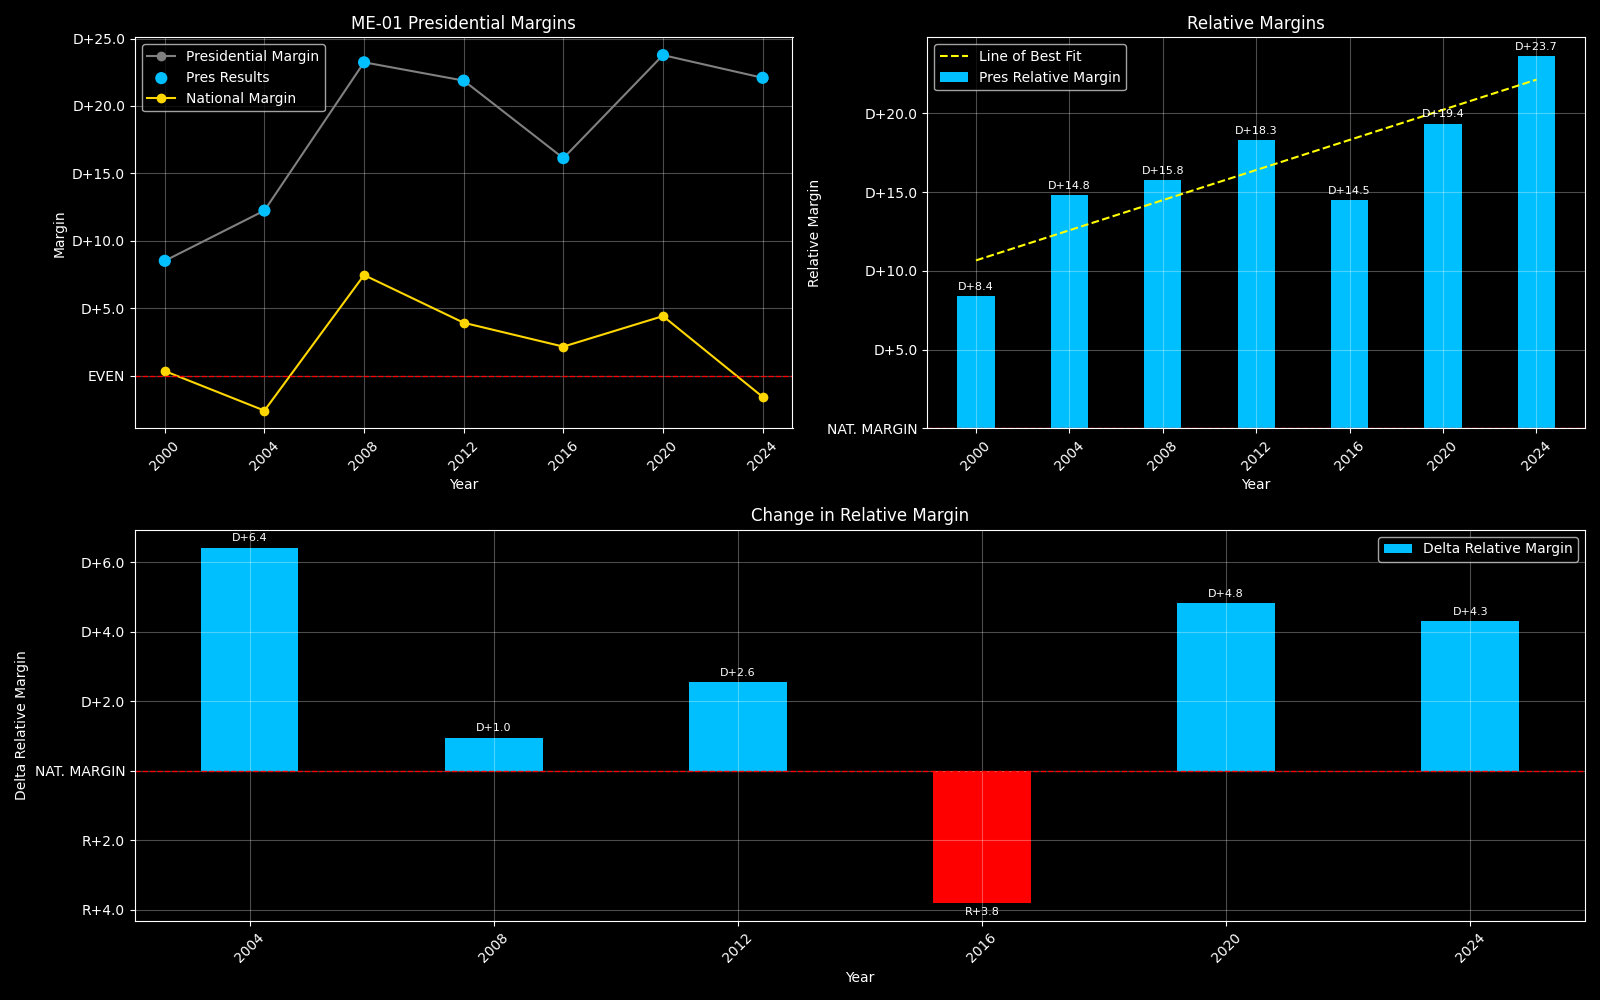 ME-01 Presidential Margins
D+25.0
D+20.0
D+15.0
D+10.0
D+5.0
EVEN
Margin
Presidential Margin
Pres Results
National Margin
2000
2004
2008
2012
2016
2020
2024
Year
Relative Margins
D+20.0
D+15.0
D+10.0
D+5.0
NAT. MARGIN
Relative Margin
Line of Best Fit
Pres Relative Margin
D+8.4
D+14.8
D+15.8
D+18.3
D+14.5
D+19.4
D+23.7
2000
2004
2008
2012
2016
2020
2024
Year
Change in Relative Margin
D+6.0
D+4.0
D+2.0
NAT. MARGIN
R+2.0
R+4.0
Delta Relative Margin
Delta Relative Margin
D+6.4
D+1.0
D+2.6
R+3.8
D+4.8
D+4.3
2004
2008
2012
2016
2020
2024
Year